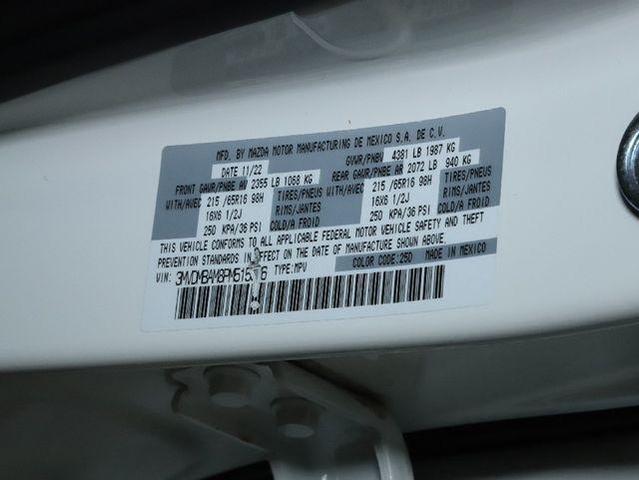 MFD. BY MAZDA MOTOR MANUFACTURING DE MEXICO S.A. DE C.V.
DATE 11/22 GVWR/PNBV 4381 LB 1987 KG
FRONT GAWR/PNBE AV 2355 LB 1068 KG REAR GAWR/PNBE AR 2072 LB 940 KG
WITH/AVEC 215 /65R16 98H TIRES/PNEUS WITH/AVEC 215 /65R16 98H TIRES/PNEUS
16X6 1/2J RIMS/JANTES 16X6 1/2J RIMS/JANTES
250 KPA/36 PSI COLD/A FROID 250 KPA/36 PSI COLD/A FROID
THIS VEHICLE CONFORMS TO ALL APPLICABLE FEDERAL MOTOR VEHICLE SAFETY AND THEFT
PREVENTION STANDARDS IN EFFECT ON THE DATE OF MANUFACTURE SHOWN ABOVE.
VIN: TYPE:MPV COLOR CODE:25D MADE IN MEXICO